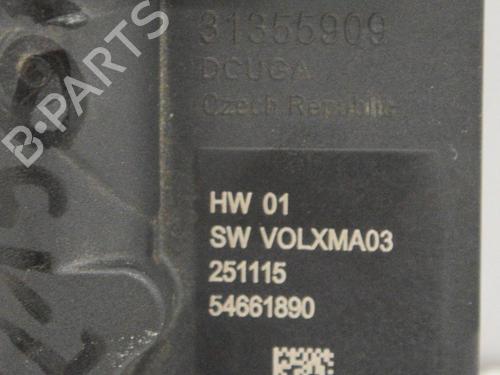 B-PARTS
31355909
DCUGA
Czech Republic
HW 01
SW VOLXMA03
251115
54661890